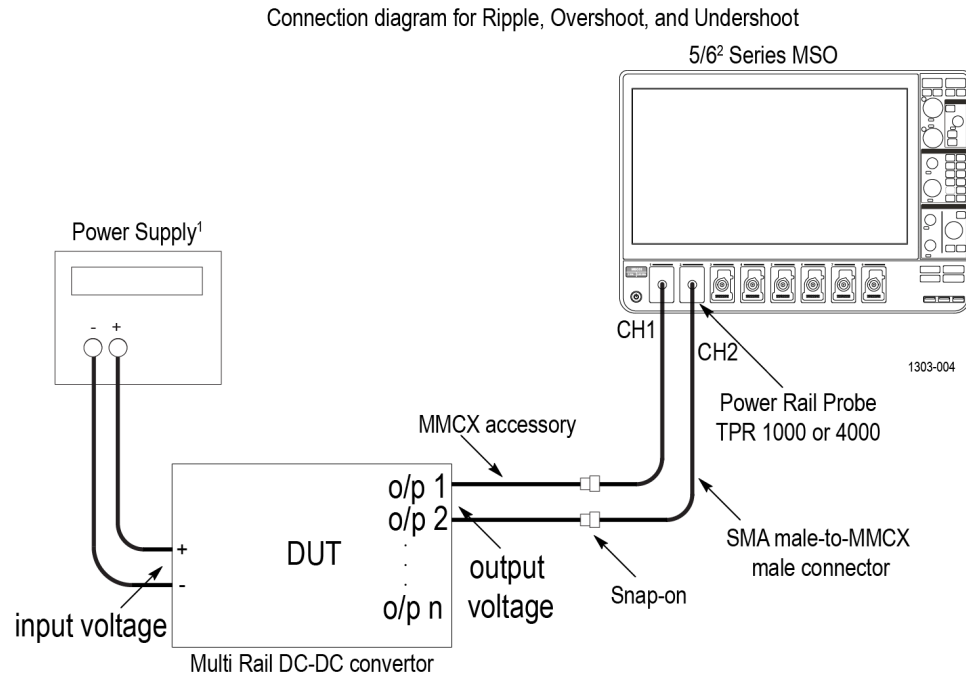 Connection diagram for Ripple, Overshoot, and Undershoot
5/6² Series MSO
Power Supply¹
- +
CH1
CH2
1303-004
Power Rail Probe
TPR 1000 or 4000
MMCX accessory
o/p 1
o/p 2
.
.
.
o/p n
DUT
+
-
input voltage
output
voltage
Snap-on
SMA male-to-MMCX
male connector
Multi Rail DC-DC convertor